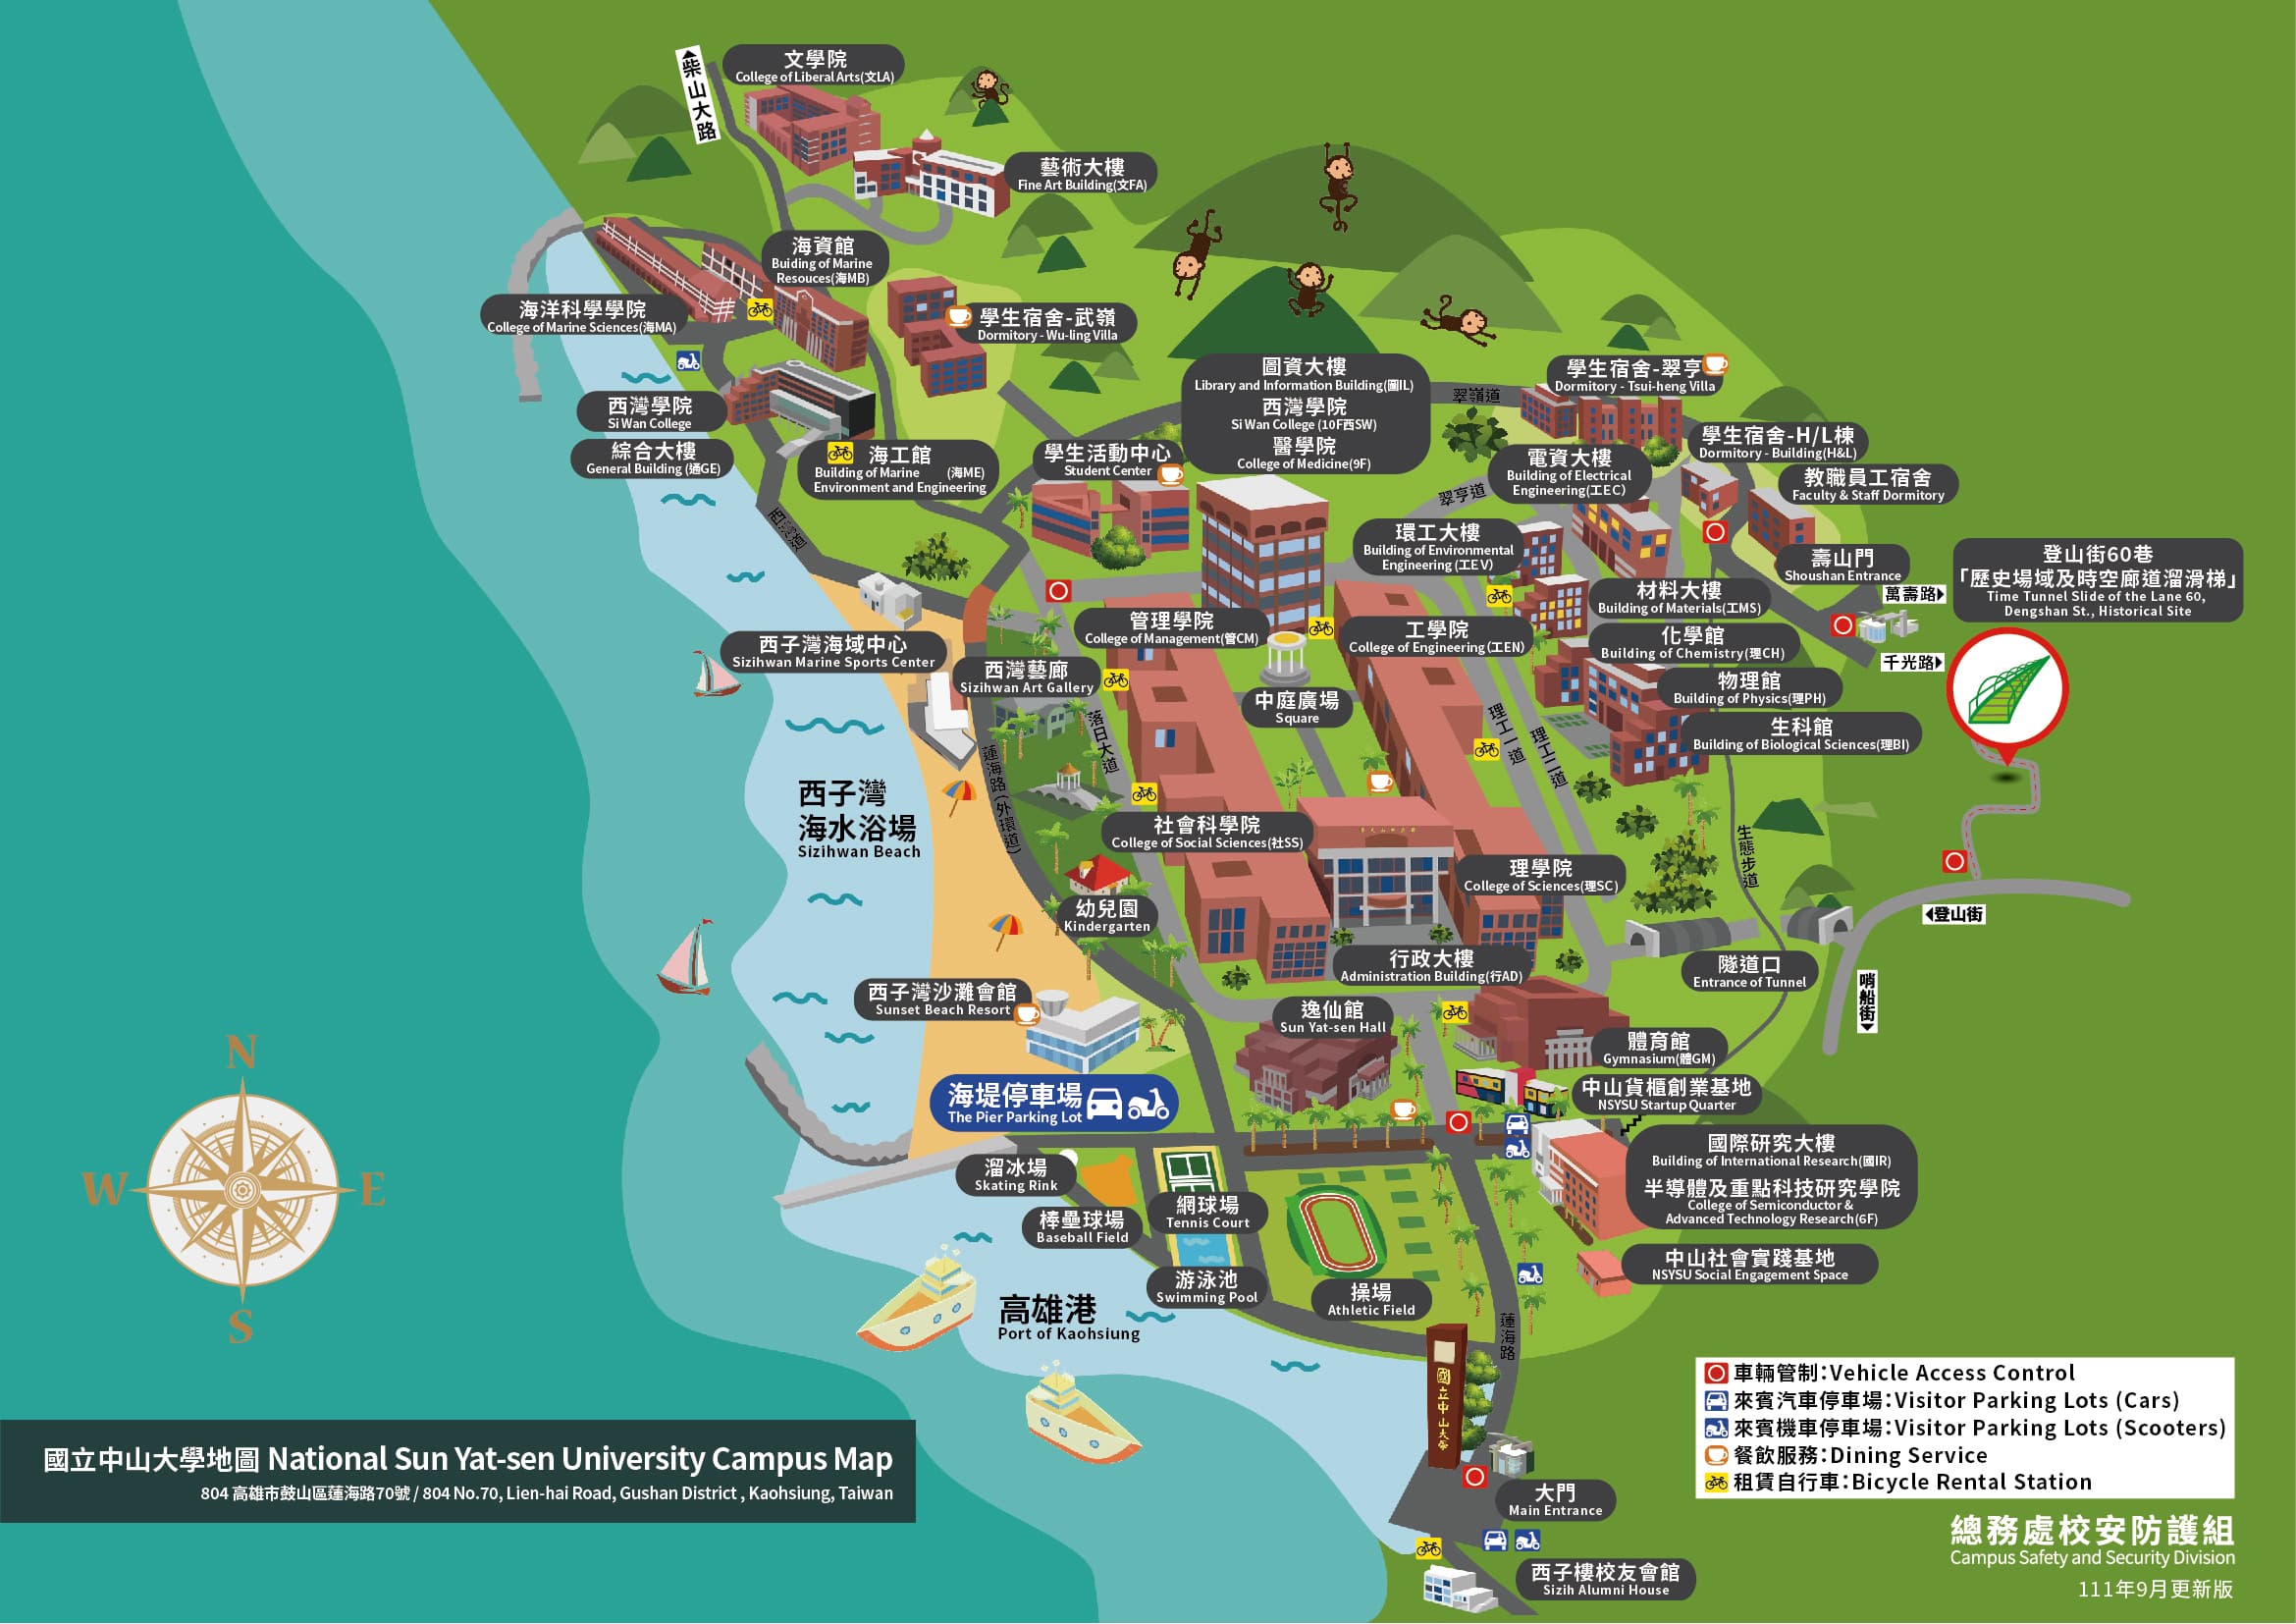 柴山大路
文學院
College of Liberal Arts(文LA)
藝術大樓
Fine Art Building(文FA)
海資館
Buiding of Marine
Resouces(海MB)
海洋科學學院
College of Marine Sciences(海MA)
學生宿舍-武嶺
Dormitory - Wu-ling Villa
西灣學院
Si Wan College
綜合大樓
General Building (通GE)
海工館
Building of Marine (海ME)
Environment and Engineering
學生活動中心
Student Center
圖資大樓
Library and Information Building(圖IL)
西灣學院
Si Wan College (10F西SW)
醫學院
College of Medicine(9F)
翠嶺道
學生宿舍-翠亨
Dormitory - Tsui-heng Villa
學生宿舍-H/L棟
Dormitory - Building(H&L)
電資大樓
Building of Electrical
Engineering(工EC)
教職員工宿舍
Faculty & Staff Dormitory
翠亨道
西灣道
環工大樓
Building of Environmental
Engineering (工EV)
壽山門
Shoushan Entrance
萬壽路
千光路
登山街60巷
「歷史場域及時空廊道溜滑梯」
Time Tunnel Slide of the Lane 60,
Dengshan St., Historical Site
材料大樓
Building of Materials(工MS)
管理學院
College of Management(管CM)
工學院
College of Engineering(工EN)
化學館
Building of Chemistry(理CH)
西子灣海域中心
Sizihwan Marine Sports Center
西灣藝廊
Sizihwan Art Gallery
中庭廣場
Square
物理館
Building of Physics(理PH)
生科館
Building of Biological Sciences(理BI)
落日大道
理工一道
理工二道
蓮海路(外環道)
西子灣
海水浴場
Sizihwan Beach
社會科學院
College of Social Sciences(社SS)
理學院
College of Sciences(理SC)
生態步道
幼兒園
Kindergarten
登山街
行政大樓
Administration Building(行AD)
隧道口
Entrance of Tunnel
哨船街
西子灣沙灘會館
Sunset Beach Resort
逸仙館
Sun Yat-sen Hall
體育館
Gymnasium(體GM)
海堤停車場
The Pier Parking Lot
中山貨櫃創業基地
NSYSU Startup Quarter
國際研究大樓
Building of International Research(國IR)
半導體及重點科技研究學院
College of Semiconductor &
Advanced Technology Research(6F)
溜冰場
Skating Rink
棒壘球場
Baseball Field
網球場
Tennis Court
游泳池
Swimming Pool
操場
Athletic Field
中山社會實踐基地
NSYSU Social Engagement Space
高雄港
Port of Kaohsiung
蓮海路
國立中山大學
大門
Main Entrance
西子樓校友會館
Sizih Alumni House
N
W
E
S
車輛管制:Vehicle Access Control
來賓汽車停車場:Visitor Parking Lots (Cars)
來賓機車停車場:Visitor Parking Lots (Scooters)
餐飲服務:Dining Service
租賃自行車:Bicycle Rental Station
國立中山大學地圖 National Sun Yat-sen University Campus Map
804 高雄市鼓山區蓮海路70號 / 804 No.70, Lien-hai Road, Gushan District , Kaohsiung, Taiwan
總務處校安防護組
Campus Safety and Security Division
111年9月更新版